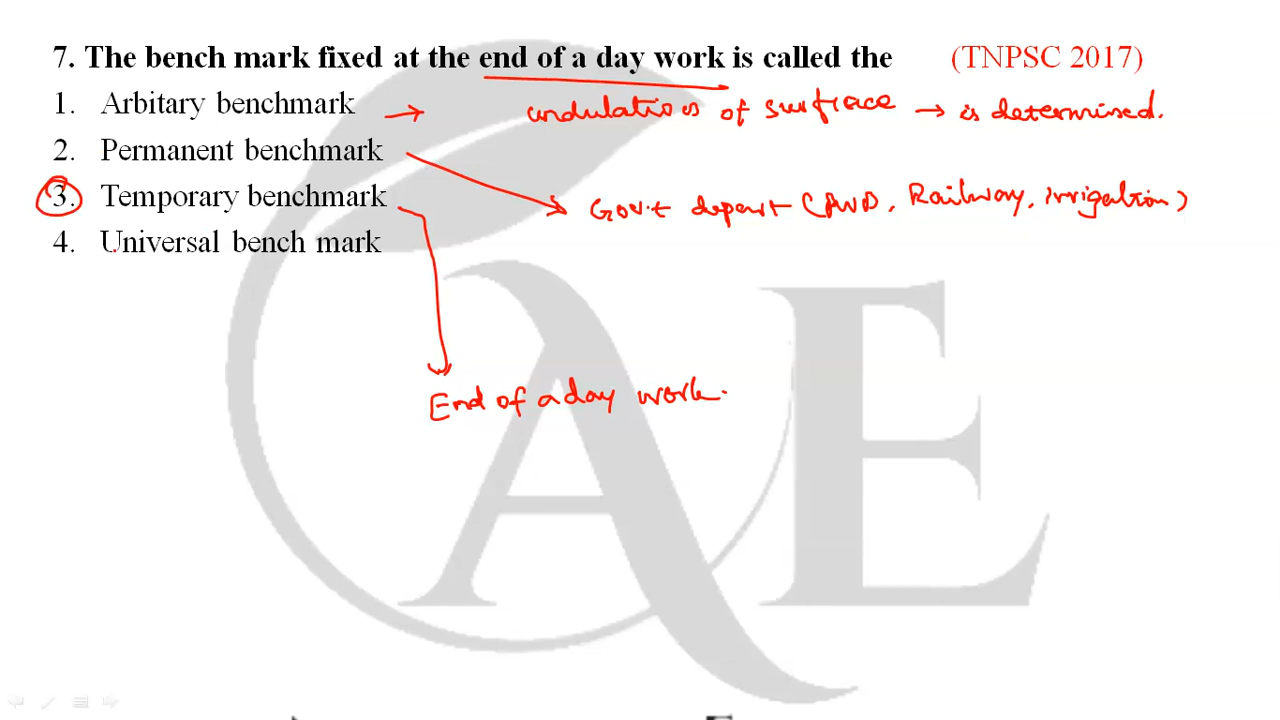 7. The bench mark fixed at the end of a day work is called the (TNPSC 2017)
1. Arbitary benchmark → undulations of surface → is determined.
2. Permanent benchmark
Govt depart (PWD, Railway, Irrigation)
3. Temporary benchmark
4. Universal bench mark
End of a day work.
AE